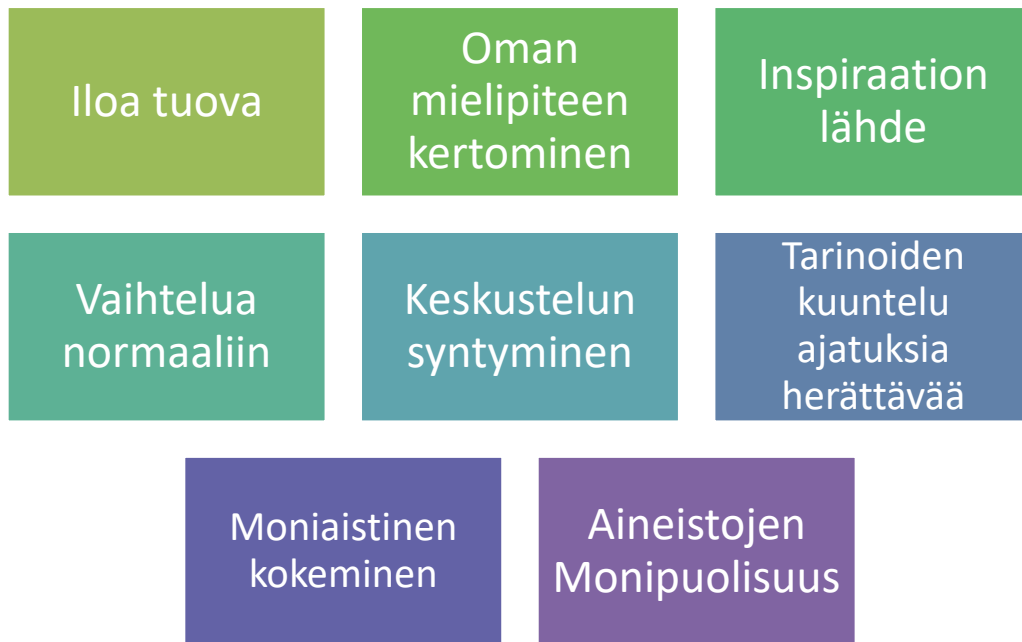 Iloa tuova
Oman
mielipiteen
kertominen
Inspiraation
lähde
Vaihtelua
normaaliin
Keskustelun
syntyminen
Tarinoiden
kuuntelu
ajatuksia
herättävää
Moniaistinen
kokeminen
Aineistojen
Monipuolisuus